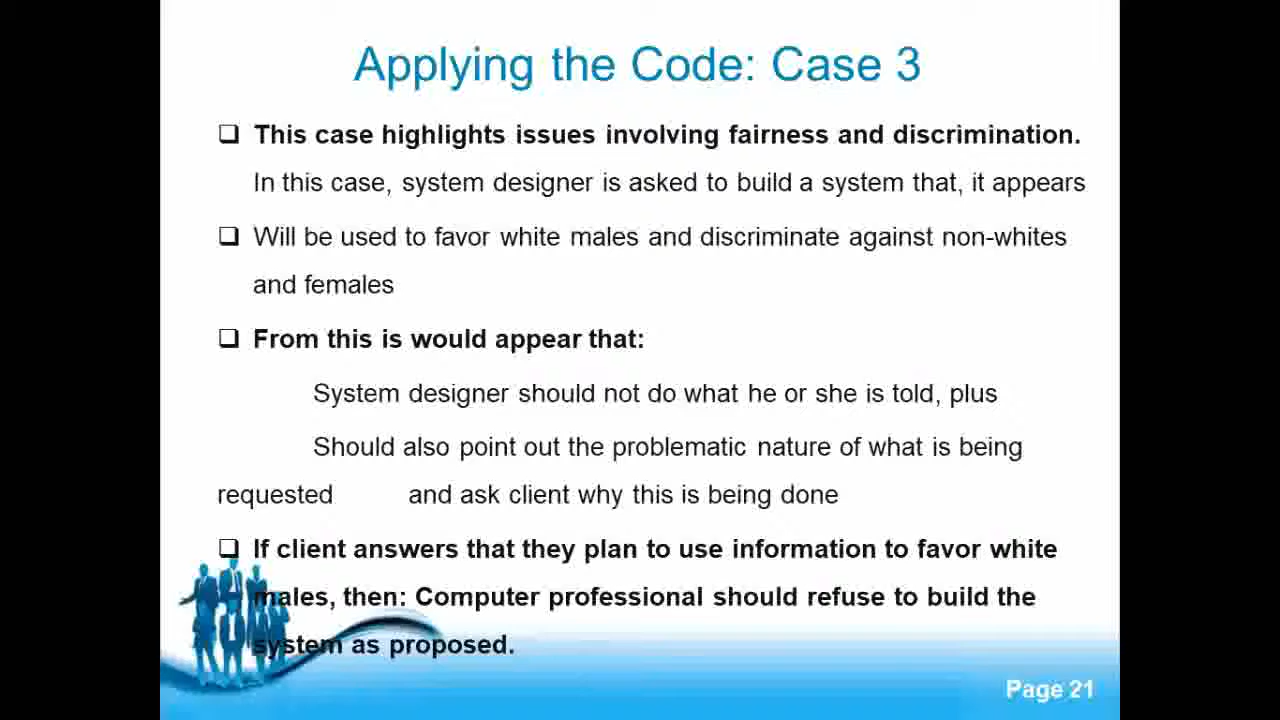 Applying the Code: Case 3
❑ This case highlights issues involving fairness and discrimination.
In this case, system designer is asked to build a system that, it appears
❑ Will be used to favor white males and discriminate against non-whites
and females
❑ From this is would appear that:
System designer should not do what he or she is told, plus
Should also point out the problematic nature of what is being
requested and ask client why this is being done
❑ If client answers that they plan to use information to favor white
males, then: Computer professional should refuse to build the
system as proposed.
Page 21